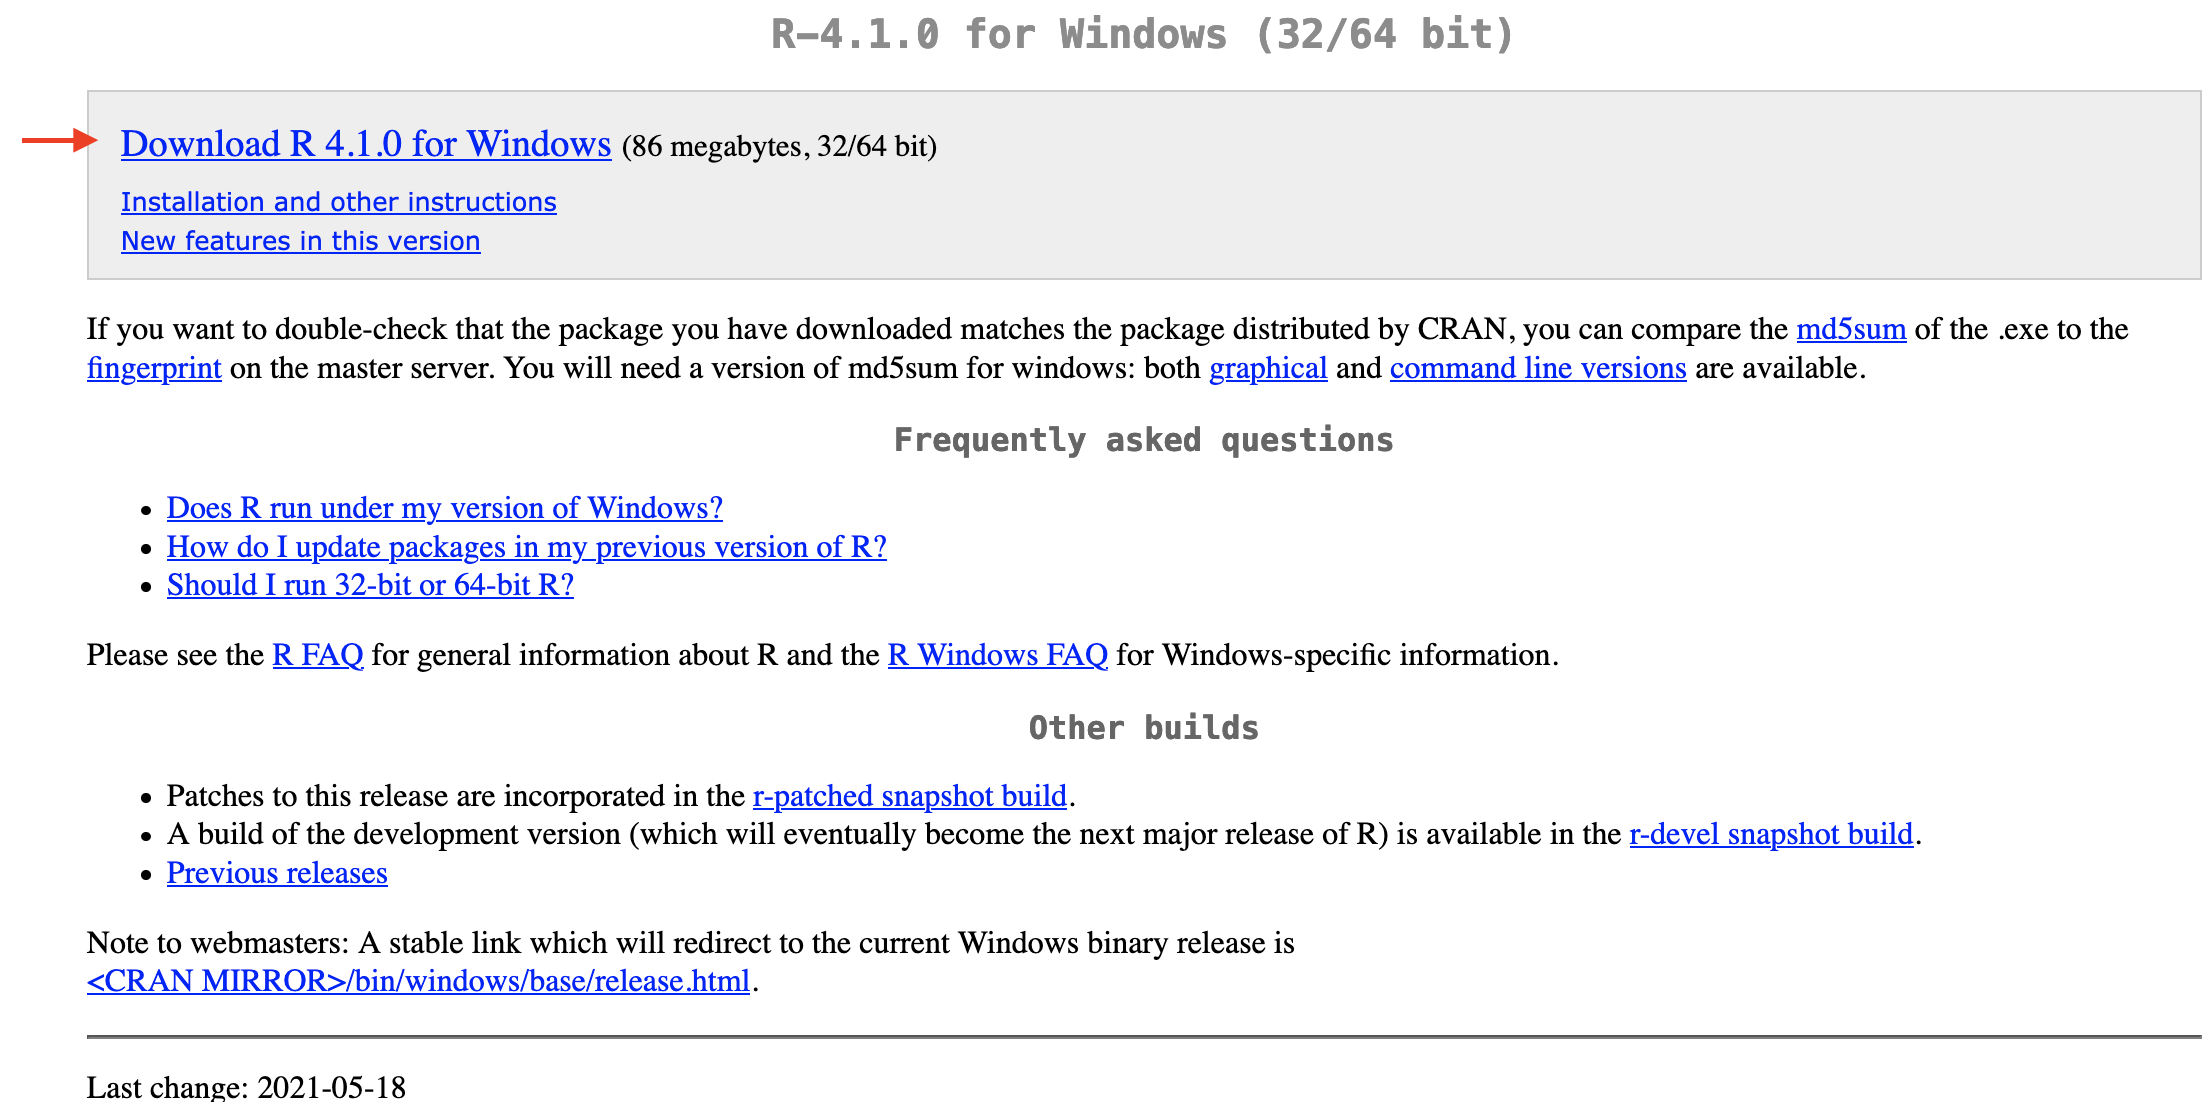 R-4.1.0 for Windows (32/64 bit)
Download R 4.1.0 for Windows (86 megabytes, 32/64 bit)
Installation and other instructions
New features in this version
If you want to double-check that the package you have downloaded matches the package distributed by CRAN, you can compare the md5sum of the .exe to the
fingerprint on the master server. You will need a version of md5sum for windows: both graphical and command line versions are available.
Frequently asked questions
• Does R run under my version of Windows?
• How do I update packages in my previous version of R?
• Should I run 32-bit or 64-bit R?
Please see the R FAQ for general information about R and the R Windows FAQ for Windows-specific information.
Other builds
• Patches to this release are incorporated in the r-patched snapshot build.
• A build of the development version (which will eventually become the next major release of R) is available in the r-devel snapshot build.
• Previous releases
Note to webmasters: A stable link which will redirect to the current Windows binary release is
<CRAN MIRROR>/bin/windows/base/release.html.
Last change: 2021-05-18